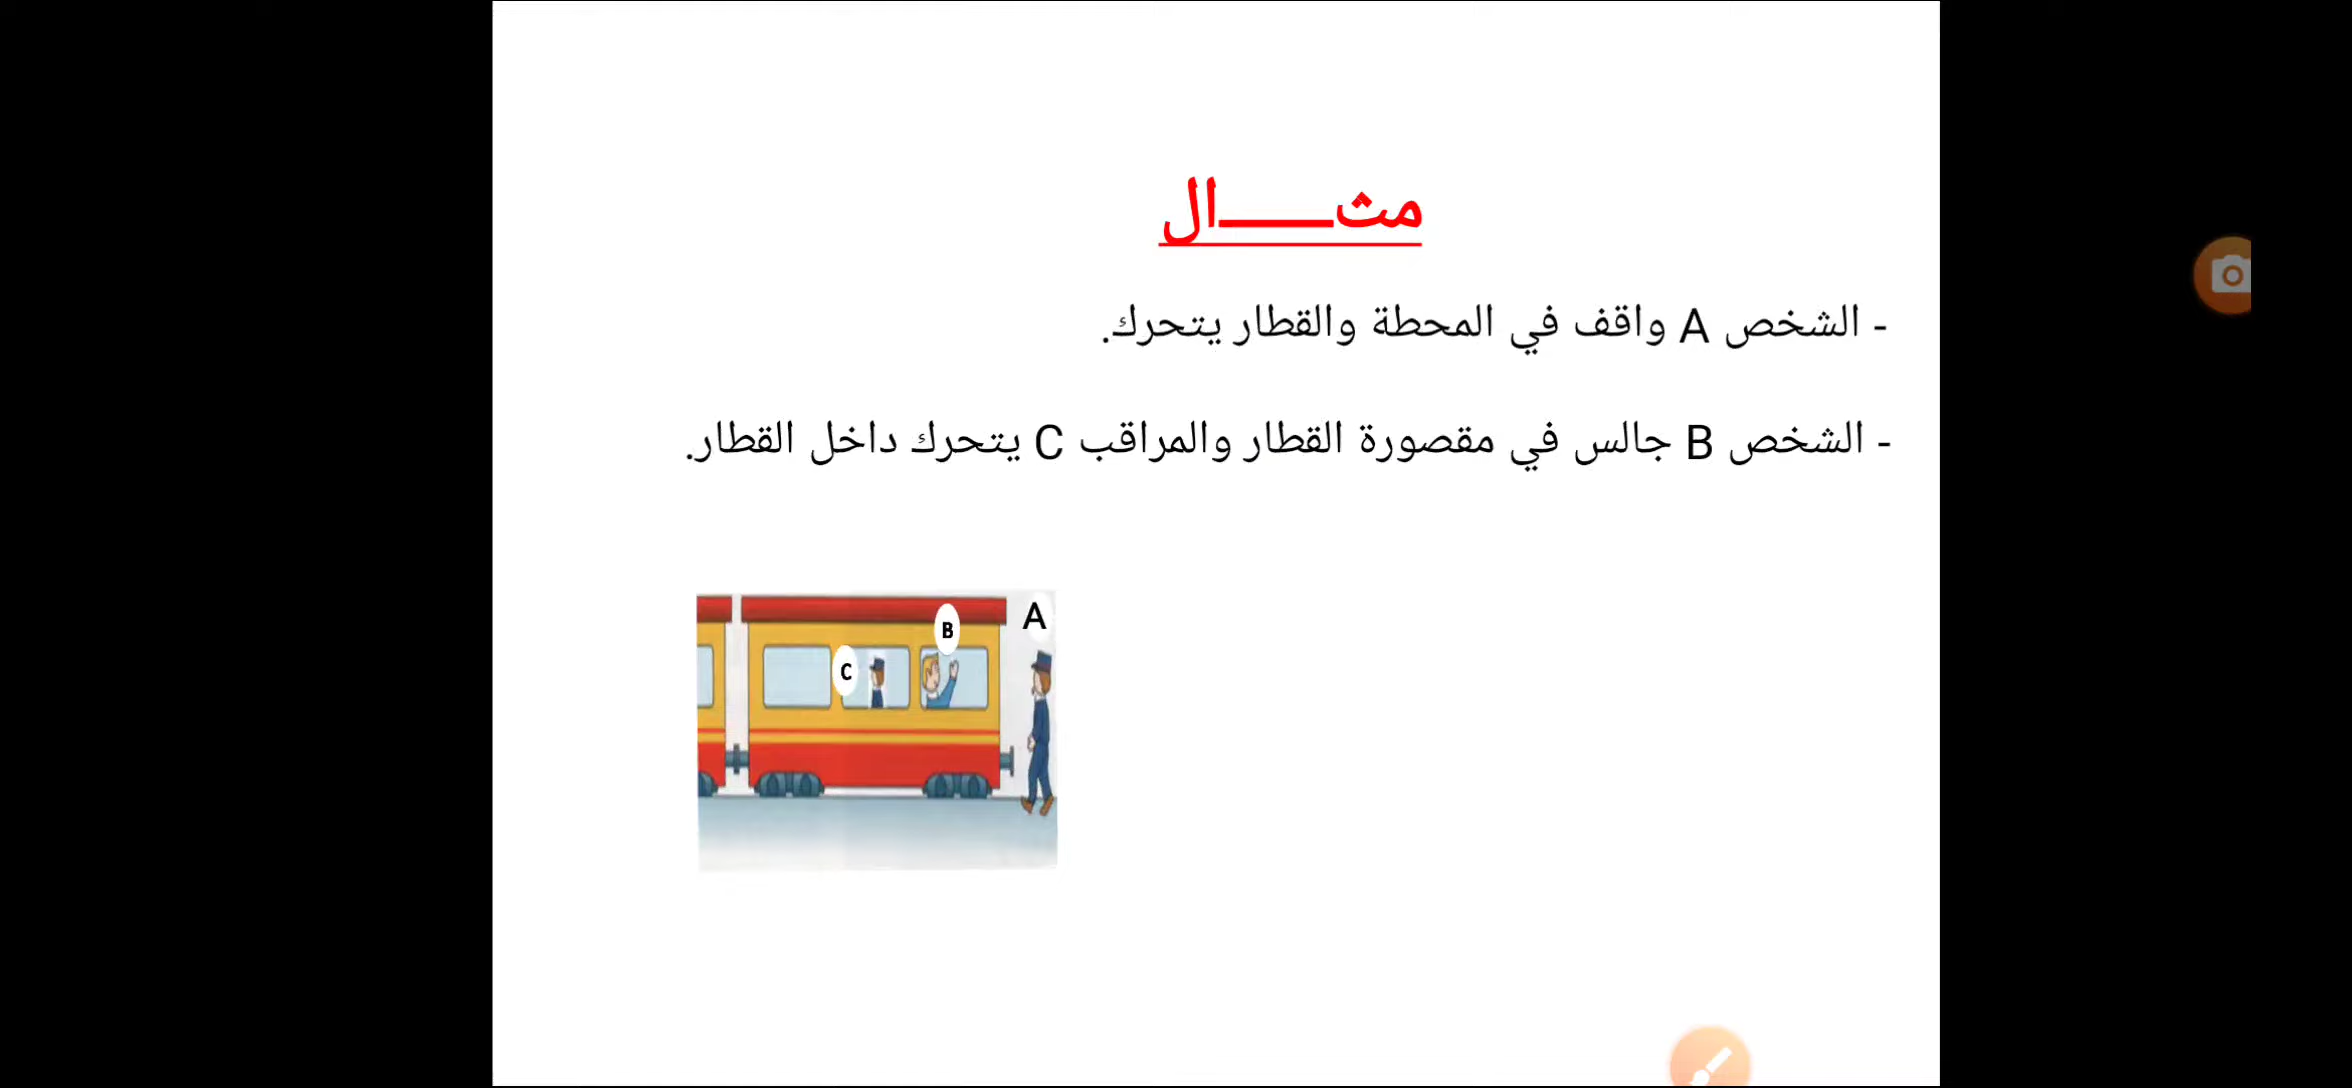 مثـــــال
- الشخص A واقف في المحطة والقطار يتحرك.
- الشخص B جالس في مقصورة القطار والمراقب C يتحرك داخل القطار.
A
B
C